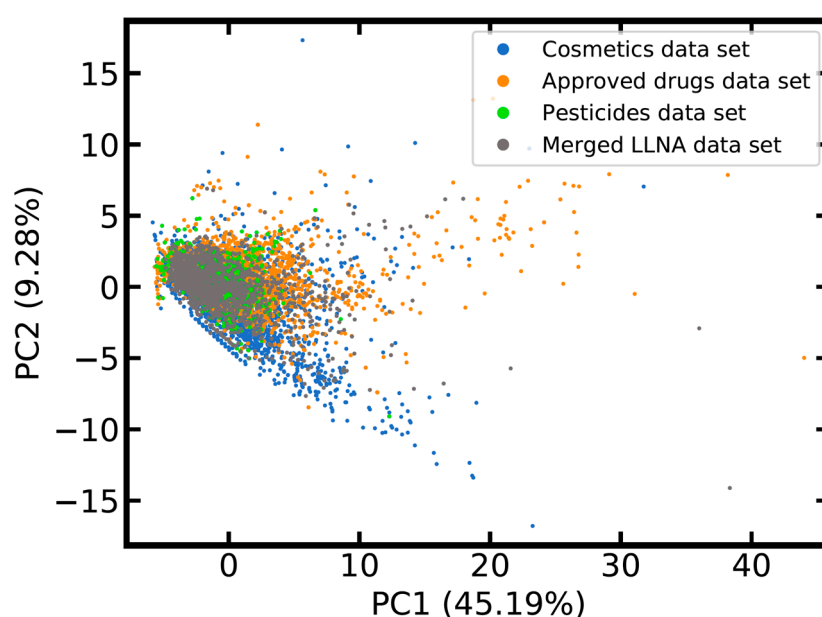 Cosmetics data set
Approved drugs data set
Pesticides data set
Merged LLNA data set
15
10
5
0
−5
−10
−15
PC2 (9.28%)
0 10 20 30 40
PC1 (45.19%)